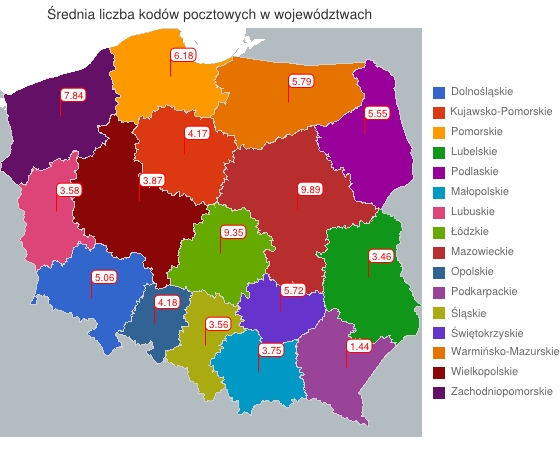 Średnia liczba kodów pocztowych w województwach
6.18
5.79
7.84
5.55
4.17
3.87
3.58
9.89
9.35
3.46
5.06
5.72
4.18
3.56
3.75
1.44
Dolnośląskie
Kujawsko-Pomorskie
Pomorskie
Lubelskie
Podlaskie
Małopolskie
Lubuskie
Łódzkie
Mazowieckie
Opolskie
Podkarpackie
Śląskie
Świętokrzyskie
Warmińsko-Mazurskie
Wielkopolskie
Zachodniopomorskie